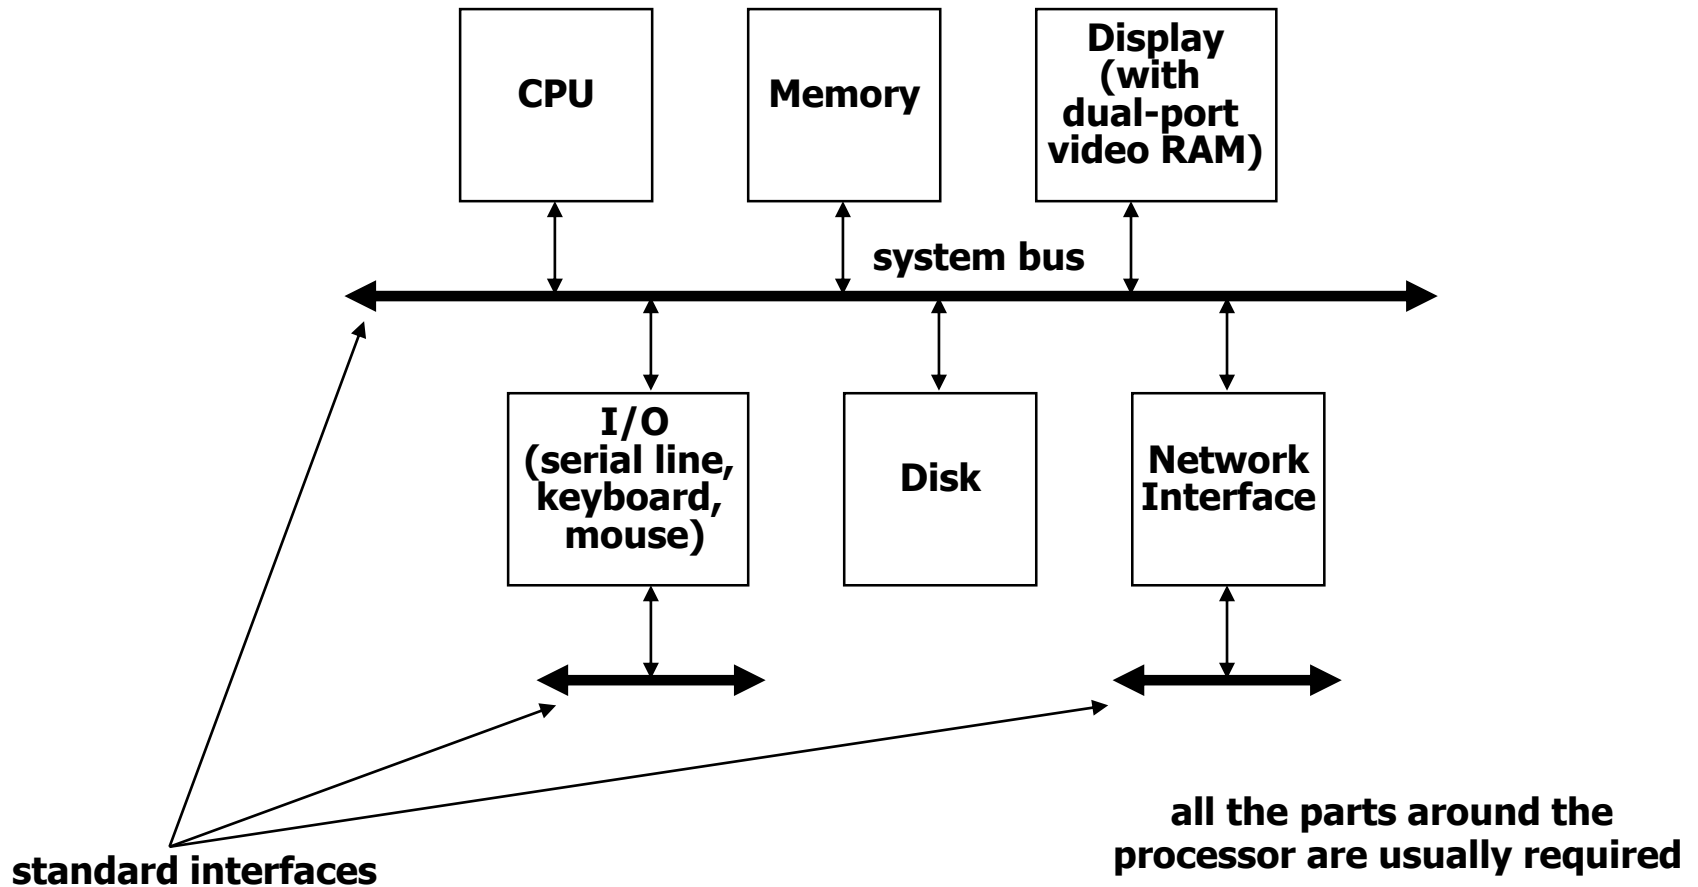 CPU
Memory
Display
(with
dual-port
video RAM)
system bus
I/O
(serial line,
keyboard,
mouse)
Disk
Network
Interface
standard interfaces
all the parts around the
processor are usually required